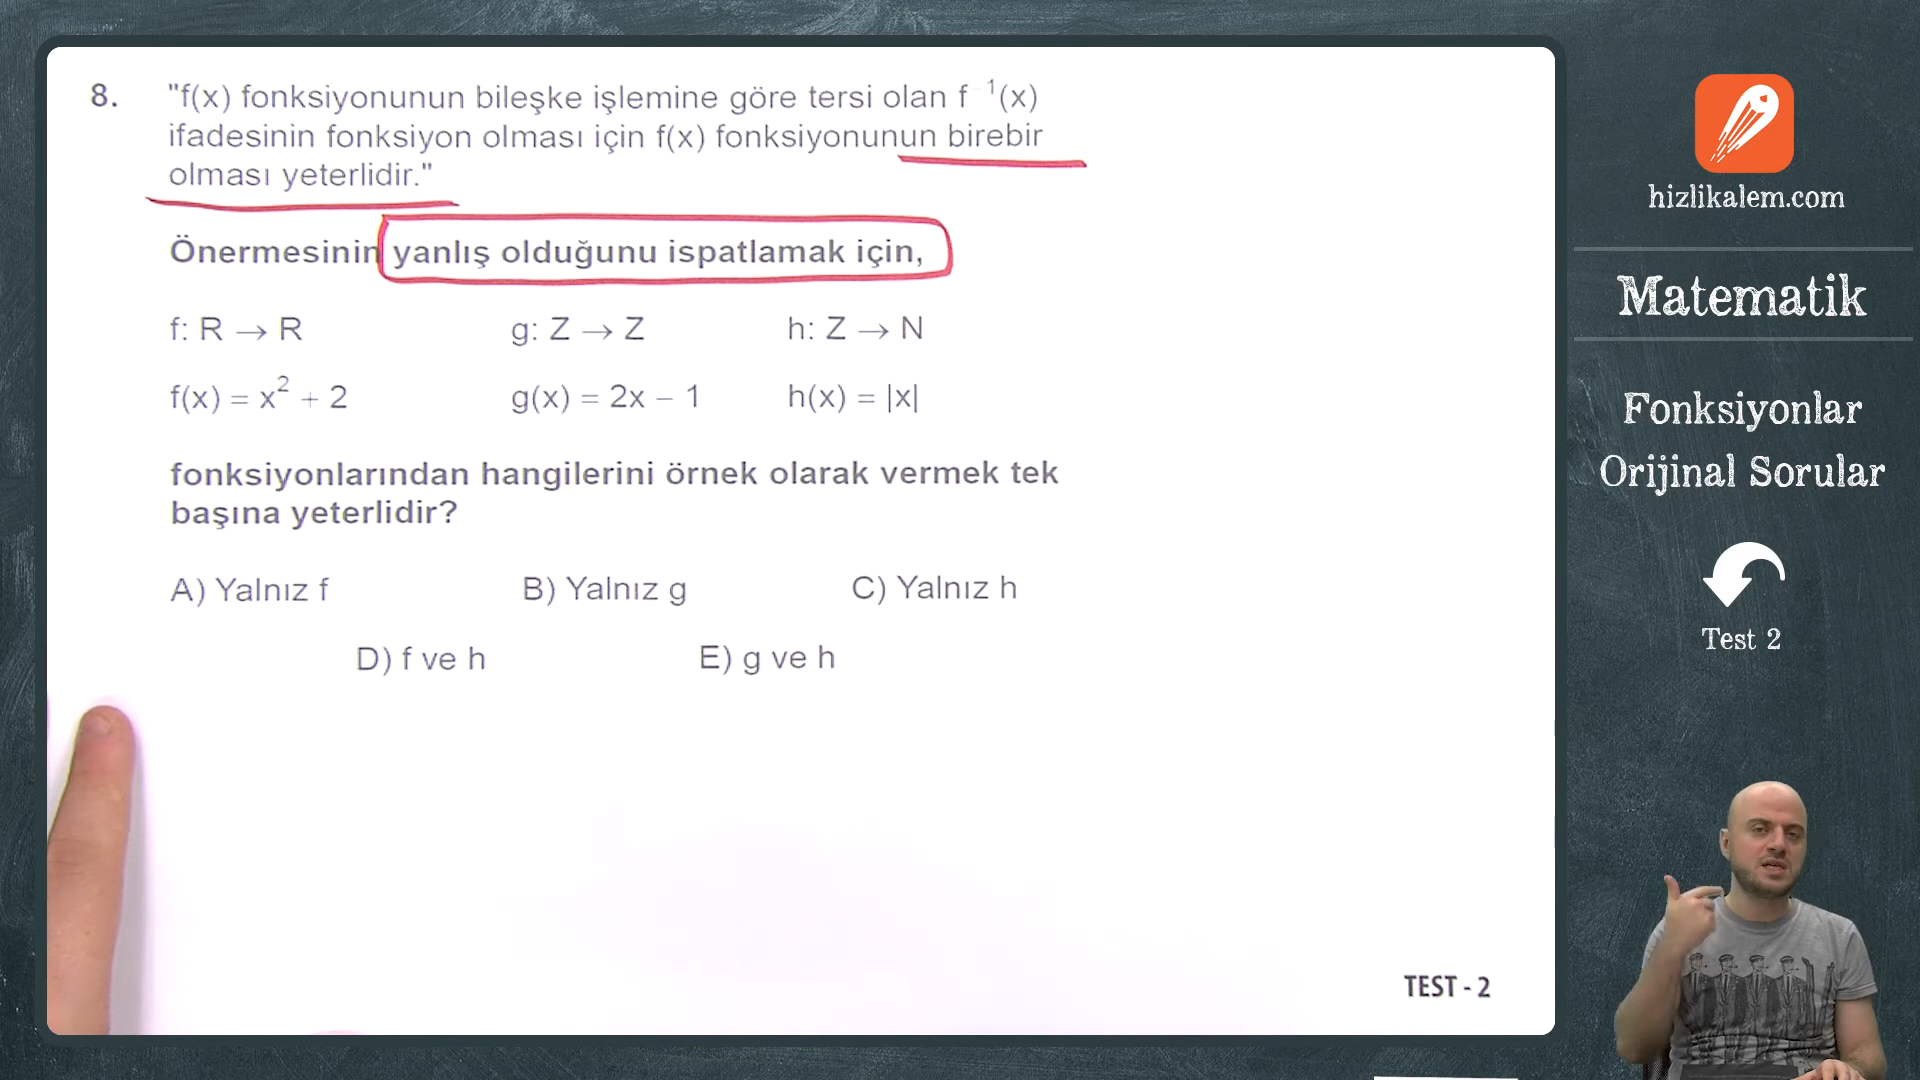 8. "f(x) fonksiyonunun bileşke işlemine göre tersi olan f ⁻¹(x)
ifadesinin fonksiyon olması için f(x) fonksiyonunun birebir
olması yeterlidir."
Önermesinin yanlış olduğunu ispatlamak için,
f: R → R g: Z → Z h: Z → N
f(x) = x² + 2 g(x) = 2x − 1 h(x) = |x|
fonksiyonlarından hangilerini örnek olarak vermek tek
başına yeterlidir?
A) Yalnız f B) Yalnız g C) Yalnız h
D) f ve h E) g ve h
TEST - 2
hizlikalem.com
Matematik
Fonksiyonlar
Orijinal Sorular
Test 2